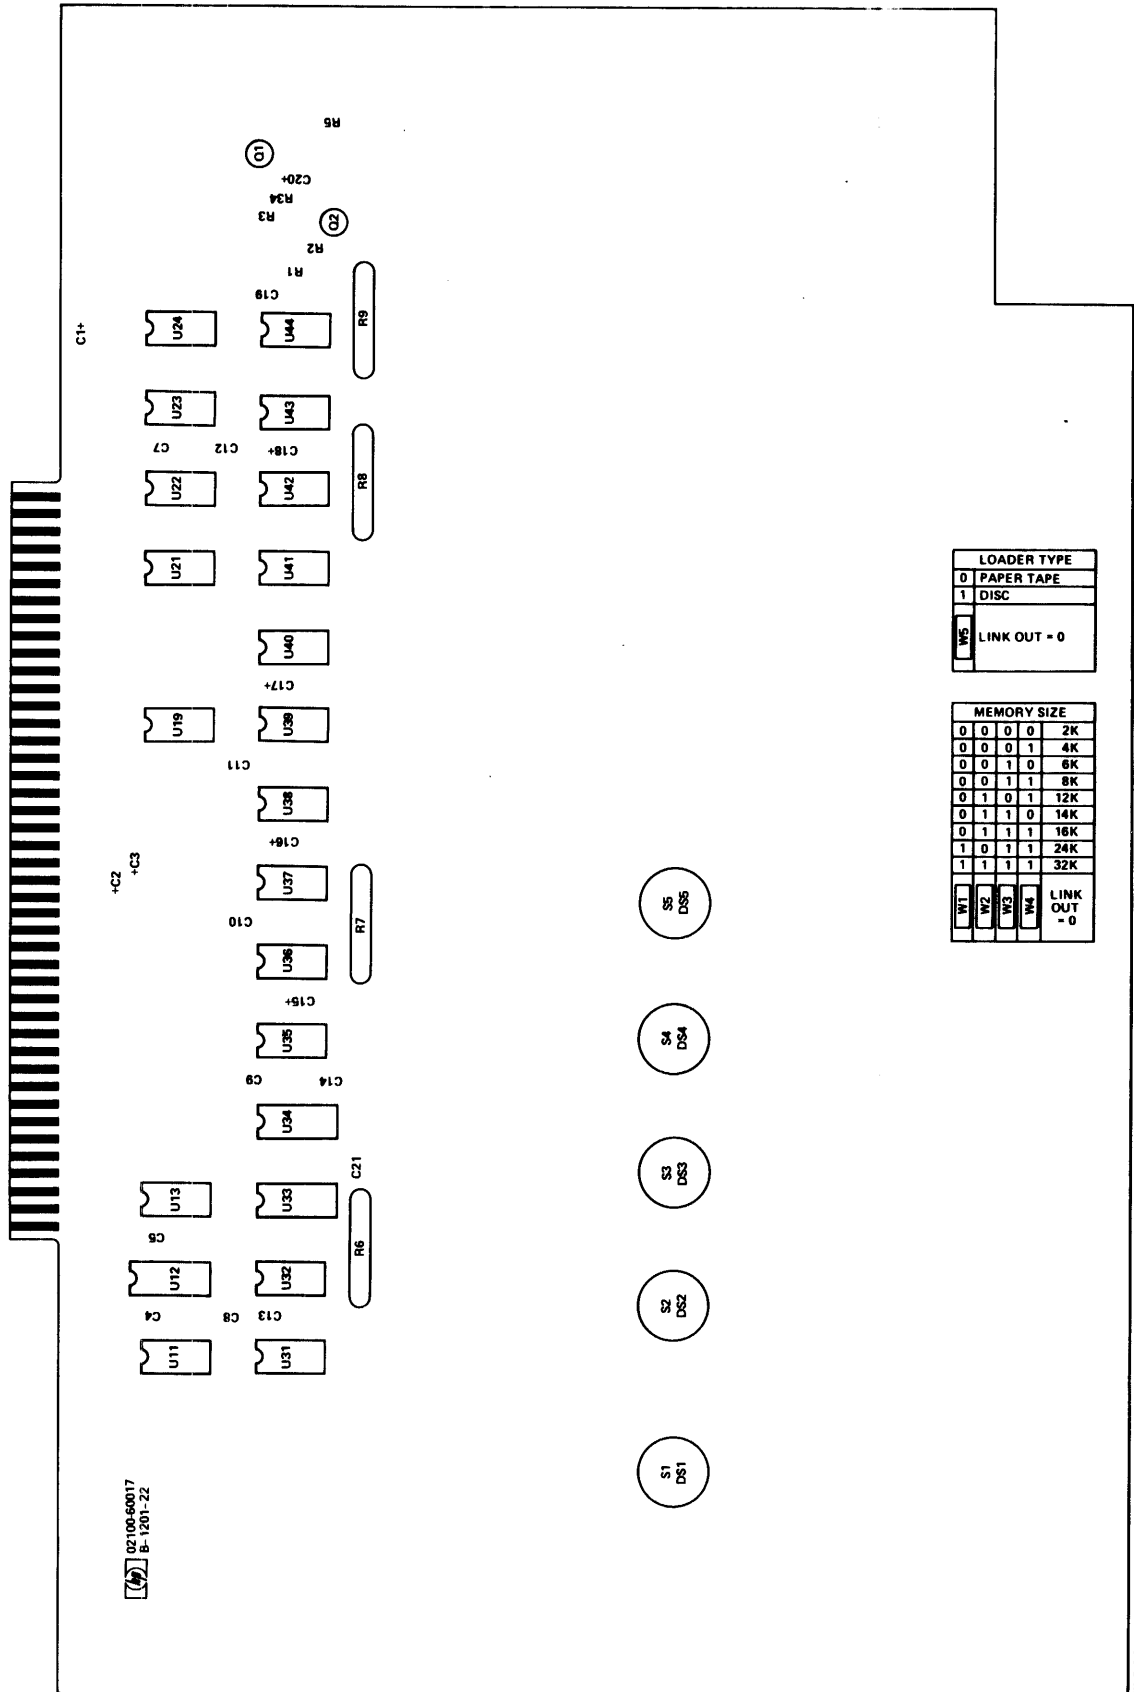 R5
Q1
C20+
R34
R3
Q2
R2
R1
C19
C1+
U24
U44
R9
U23
U43
C7
C12
C18+
U22
U42
R8
U21
U41
U40
C17+
U19
U39
C11
U38
C16+
+C2
+C3
U37
C10
R7
U36
C15+
U35
C9
C14
U34
C21
U13
U33
C5
R6
U12
U32
C4
C8
C13
U11
U31
S5
DS5
S4
DS4
S3
DS3
S2
DS2
S1
DS1
LOADER TYPE
0 PAPER TAPE
1 DISC
W5 LINK OUT = 0
MEMORY SIZE
0 0 0 0 2K
0 0 0 1 4K
0 0 1 0 6K
0 0 1 1 8K
0 1 0 1 12K
0 1 1 0 14K
0 1 1 1 16K
1 0 1 1 24K
1 1 1 1 32K
W1 W2 W3 W4 LINK
OUT
= 0
hp 02100-60017
B-1201-22